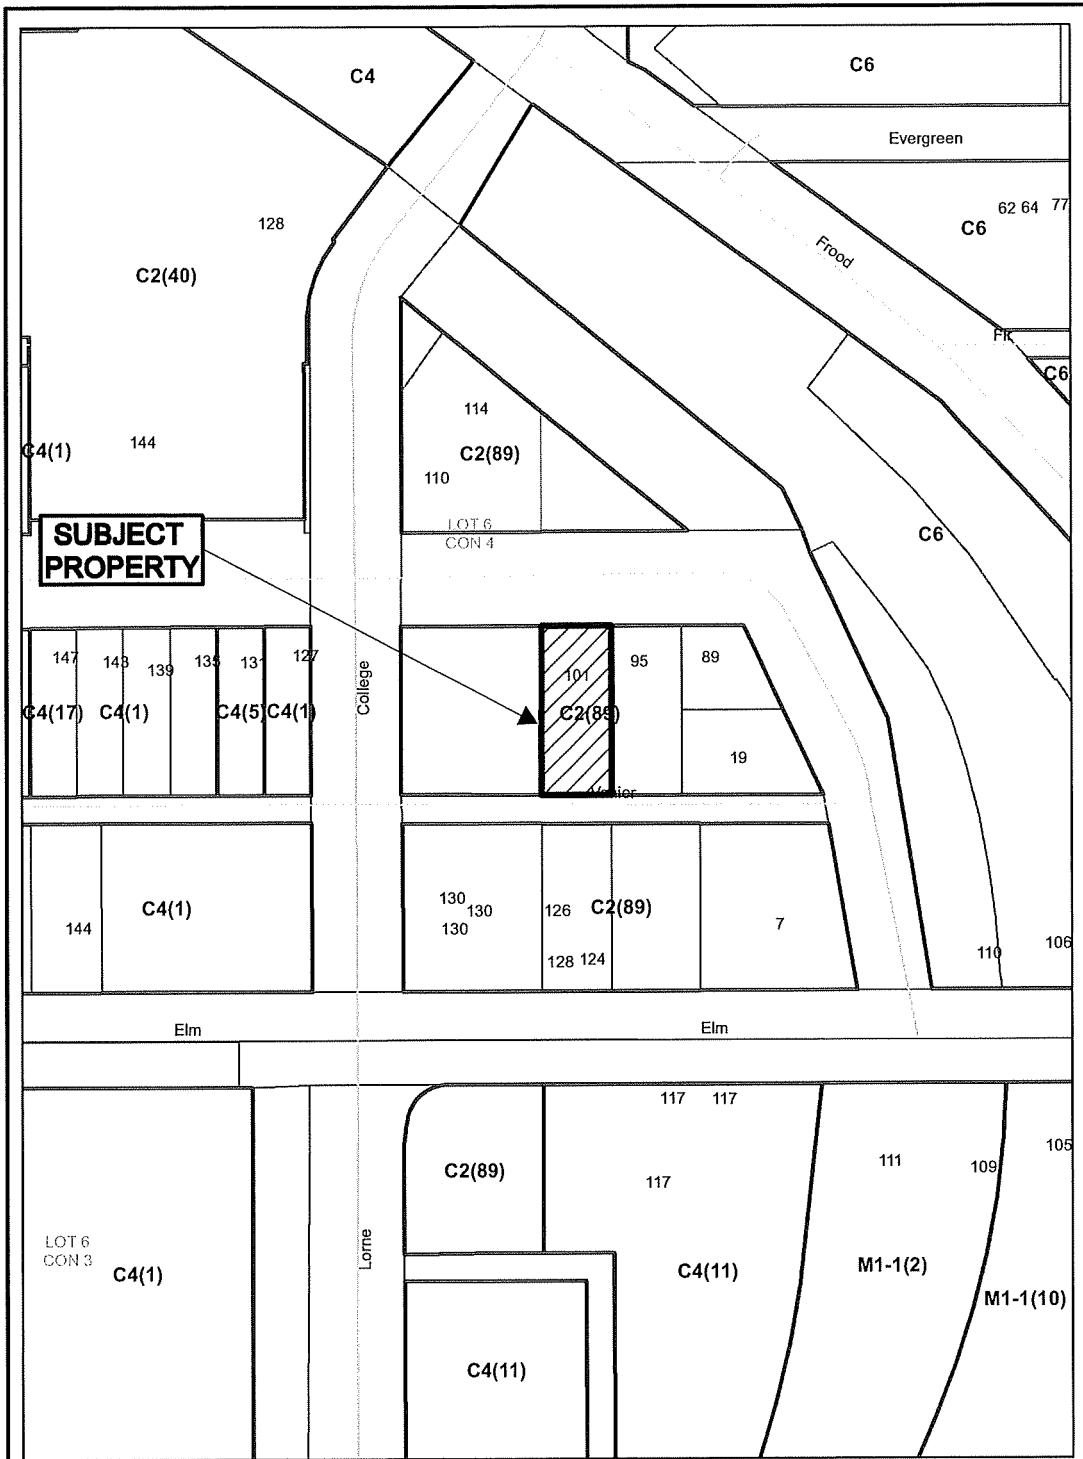 C4
C6
Evergreen
62 64 77
C6
128
C2(40)
Frood
Fir
C6
114
C2(89)
110
C4(1)
144
LOT 6
CON 4
C6
SUBJECT
PROPERTY
147
143
139
135
131
127
C4(17)
C4(1)
C4(5)
C4(1)
College
101
C2(89)
95
89
19
Vanier
C4(1)
144
130
130
130
126
C2(89)
128 124
7
110
106
Elm
Elm
117
117
117
C2(89)
111
109
105
LOT 6
CON 3
C4(1)
Lorne
C4(11)
M1-1(2)
M1-1(10)
C4(11)